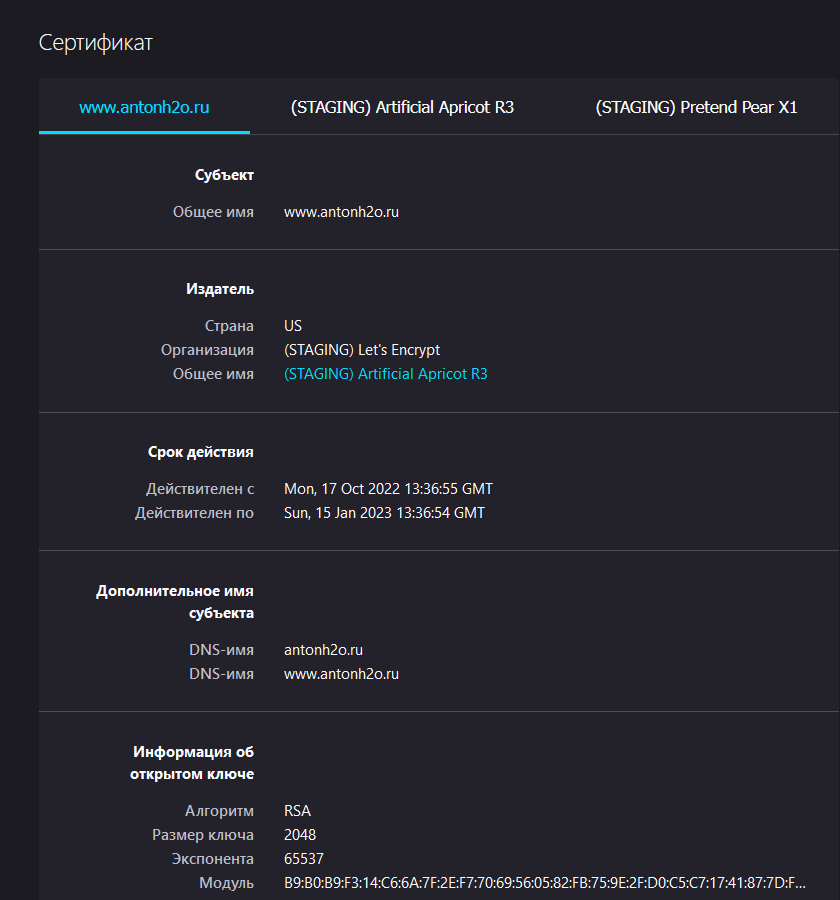 Сертификат
www.antonh2o.ru (STAGING) Artificial Apricot R3 (STAGING) Pretend Pear X1
Субъект
Общее имя www.antonh2o.ru
Издатель
Страна US
Организация (STAGING) Let's Encrypt
Общее имя (STAGING) Artificial Apricot R3
Срок действия
Действителен с Mon, 17 Oct 2022 13:36:55 GMT
Действителен по Sun, 15 Jan 2023 13:36:54 GMT
Дополнительное имя
субъекта
DNS-имя antonh2o.ru
DNS-имя www.antonh2o.ru
Информация об
открытом ключе
Алгоритм RSA
Размер ключа 2048
Экспонента 65537
Модуль B9:B0:B9:F3:14:C6:6A:7F:2E:F7:70:69:56:05:82:FB:75:9E:2F:D0:C5:C7:17:41:87:7D:F...